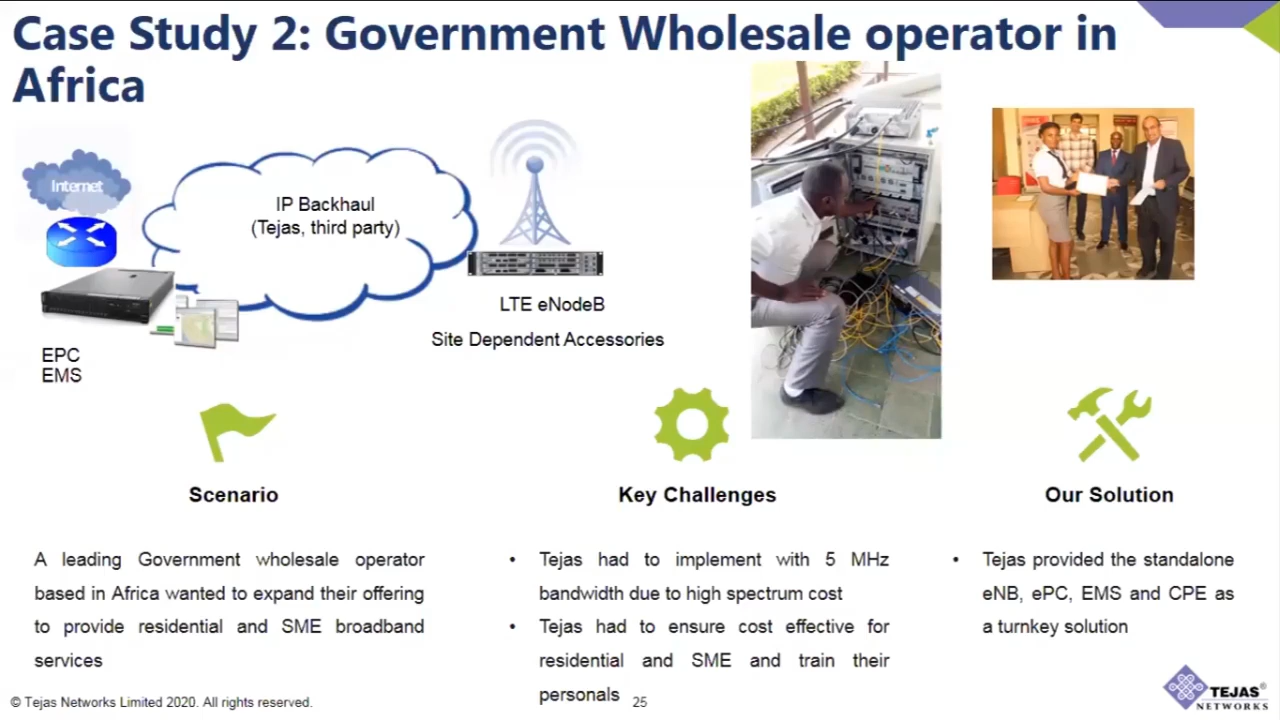 Case Study 2: Government Wholesale operator in
Africa
Internet
IP Backhaul
(Tejas, third party)
LTE eNodeB
Site Dependent Accessories
EPC
EMS
Scenario
A leading Government wholesale operator
based in Africa wanted to expand their offering
to provide residential and SME broadband
services
Key Challenges
• Tejas had to implement with 5 MHz
bandwidth due to high spectrum cost
• Tejas had to ensure cost effective for
residential and SME and train their
personals
Our Solution
• Tejas provided the standalone
eNB, ePC, EMS and CPE as
a turnkey solution
© Tejas Networks Limited 2020. All rights reserved.
25
TEJAS®
NETWORKS